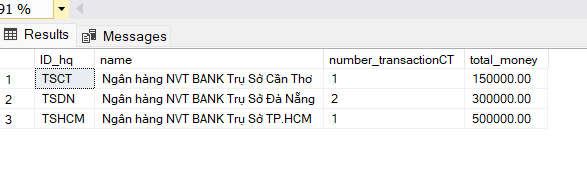 91 %
Results Messages
ID_hq name number_transactionCT total_money
1 TSCT Ngân hàng NVT BANK Trụ Sở Cần Thơ 1 150000.00
2 TSDN Ngân hàng NVT BANK Trụ Sở Đà Nẵng 2 300000.00
3 TSHCM Ngân hàng NVT BANK Trụ Sở TP.HCM 1 500000.00